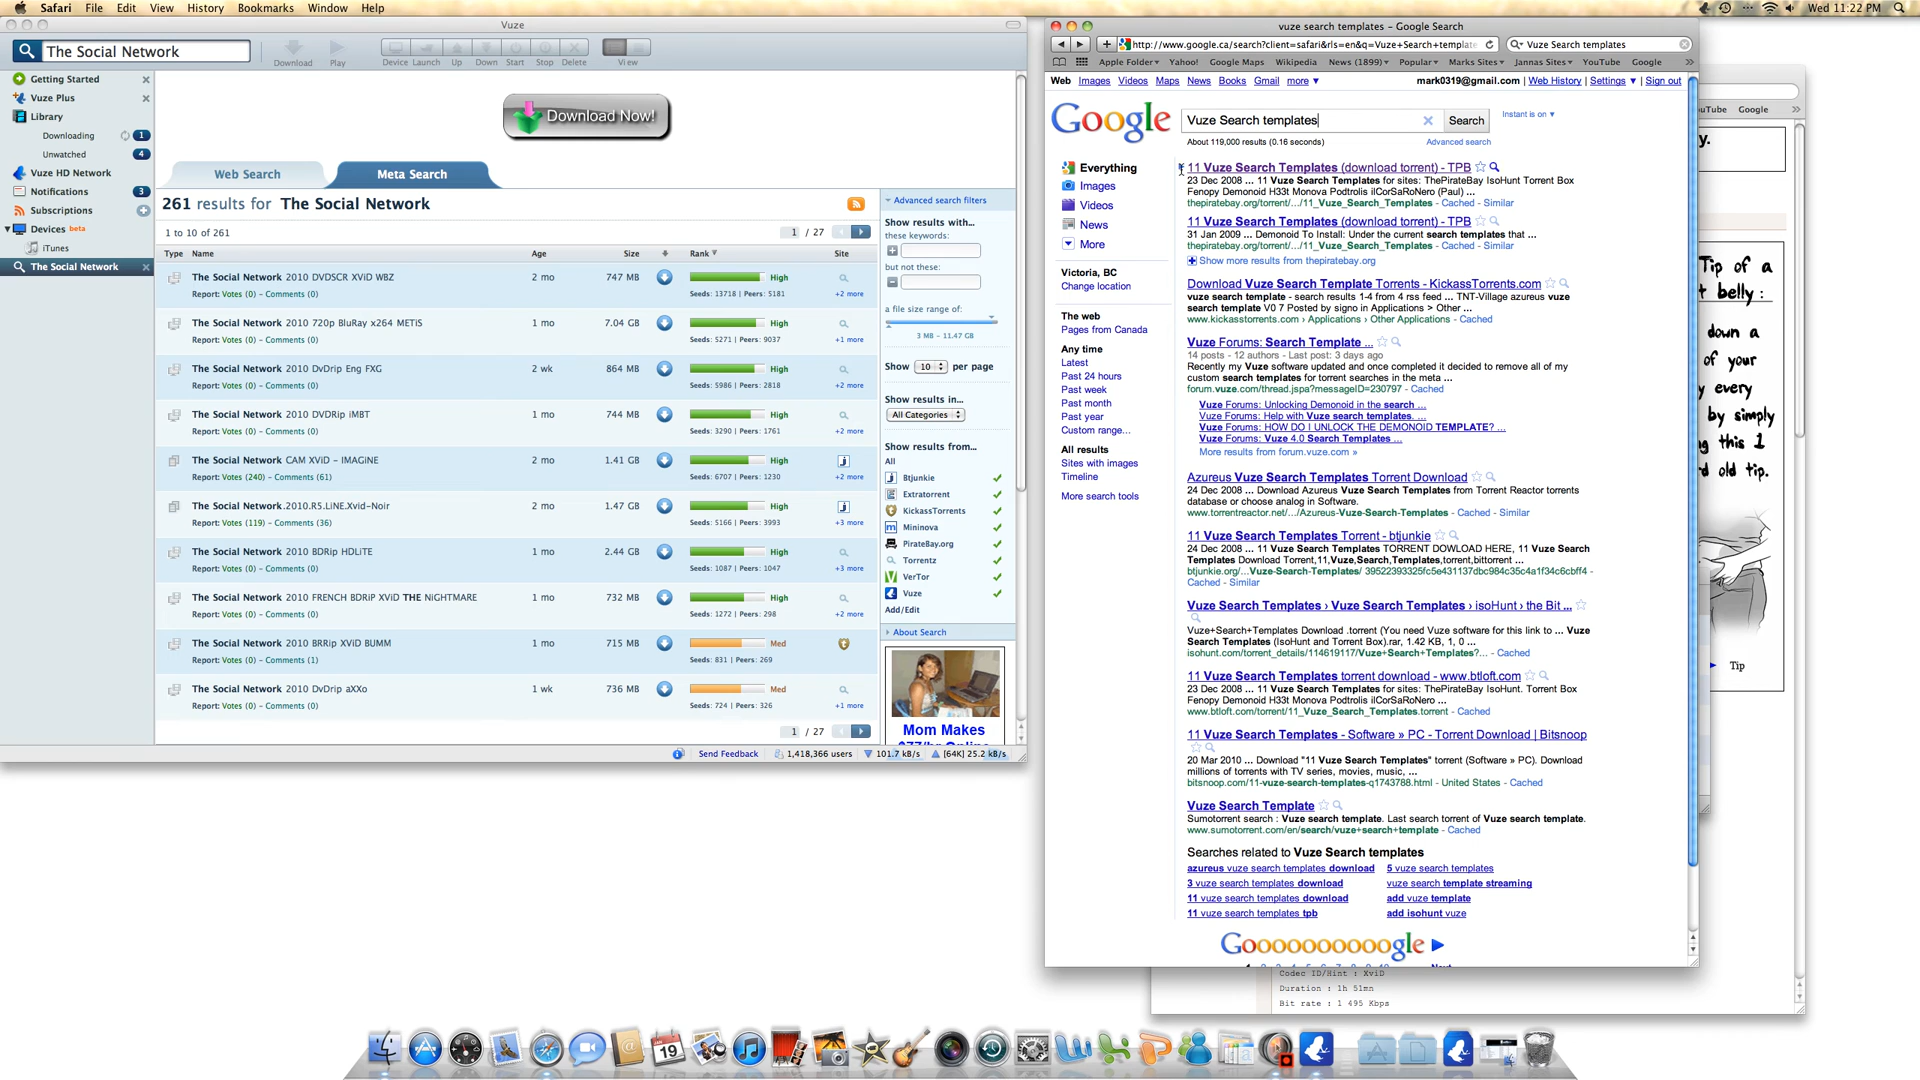 Safari File Edit View History Bookmarks Window Help
Wed 11:22 PM
Vuze
The Social Network
Download Play Device Launch Up Down Start Stop Delete View
Getting Started
Vuze Plus
Library
Downloading 1
Unwatched 4
Vuze HD Network
Notifications 3
Subscriptions
Devices beta
iTunes
The Social Network
Download Now!
Web Search Meta Search
261 results for The Social Network
1 to 10 of 261
1 / 27
Type Name Age Size Rank Site
The Social Network 2010 DVDSCR XViD WBZ 2 mo 747 MB High
Report: Votes (0) – Comments (0) Seeds: 13718 | Peers: 5181 +2 more
The Social Network 2010 720p BluRay x264 METiS 1 mo 7.04 GB High
Report: Votes (0) – Comments (0) Seeds: 5271 | Peers: 9037 +1 more
The Social Network 2010 DvDrip Eng FXG 2 wk 864 MB High
Report: Votes (0) – Comments (0) Seeds: 5986 | Peers: 2818 +2 more
The Social Network 2010 DVDRip iMBT 1 mo 744 MB High
Report: Votes (0) – Comments (0) Seeds: 3290 | Peers: 1761 +2 more
The Social Network CAM XViD – IMAGiNE 2 mo 1.41 GB High
Report: Votes (240) – Comments (61) Seeds: 6707 | Peers: 1230 +2 more
The Social Network.2010.R5.LiNE.Xvid-Noir 2 mo 1.47 GB High
Report: Votes (119) – Comments (36) Seeds: 5166 | Peers: 3993 +3 more
The Social Network 2010 BDRip HDLiTE 1 mo 2.44 GB High
Report: Votes (0) – Comments (0) Seeds: 1087 | Peers: 1047 +3 more
The Social Network 2010 FRENCH BDRiP XViD THE NiGHTMARE 1 mo 732 MB High
Report: Votes (0) – Comments (0) Seeds: 1272 | Peers: 298 +2 more
The Social Network 2010 BRRip XViD BUMM 1 mo 715 MB Med
Report: Votes (0) – Comments (1) Seeds: 831 | Peers: 269
The Social Network 2010 DvDrip aXXo 1 wk 736 MB Med
Report: Votes (0) – Comments (0) Seeds: 724 | Peers: 326 +1 more
1 / 27
Advanced search filters
Show results with...
these keywords:
but not these:
a file size range of:
3 MB – 11.47 GB
Show 10 per page
Show results in...
All Categories
Show results from...
All
Btjunkie
Extratorrent
KickassTorrents
Mininova
PirateBay.org
Torrentz
VerTor
Vuze
Add/Edit
About Search
Mom Makes
Send Feedback 1,418,366 users 101.7 kB/s [64K] 25.2 kB/s
vuze search templates – Google Search
http://www.google.ca/search?client=safari&rls=en&q=Vuze+Search+template
Vuze Search templates
Apple Folder Yahoo! Google Maps Wikipedia News (1899) Popular Marks Sites Jannas Sites YouTube Google
Web Images Videos Maps News Books Gmail more
mark0319@gmail.com | Web History | Settings | Sign out
Google
Vuze Search templates
Search
Instant is on
About 119,000 results (0.16 seconds)
Advanced search
Everything
Images
Videos
News
More
Victoria, BC
Change location
The web
Pages from Canada
Any time
Latest
Past 24 hours
Past week
Past month
Past year
Custom range...
All results
Sites with images
Timeline
More search tools
11 Vuze Search Templates (download torrent) - TPB
23 Dec 2008 ... 11 Vuze Search Templates for sites: ThePirateBay IsoHunt Torrent Box
Fenopy Demonoid H33t Monova Podtrolis ilCorSaRoNero (Paul) ...
thepiratebay.org/torrent/.../11_Vuze_Search_Templates - Cached - Similar
11 Vuze Search Templates (download torrent) - TPB
31 Jan 2009 ... Demonoid To Install: Under the current search templates that ...
thepiratebay.org/torrent/.../11_Vuze_Search_Templates - Cached - Similar
Show more results from thepiratebay.org
Download Vuze Search Template Torrents - KickassTorrents.com
vuze search template - search results 1-4 from 4 rss feed ... TNT-Village azureus vuze
search template V0 7 Posted by signo in Applications > Other ...
www.kickasstorrents.com › Applications › Other Applications - Cached
Vuze Forums: Search Template ...
14 posts - 12 authors - Last post: 3 days ago
Recently my Vuze software updated and once completed it decided to remove all of my
custom search templates for torrent searches in the meta ...
forum.vuze.com/thread.jspa?messageID=230797 - Cached
Vuze Forums: Unlocking Demonoid in the search ...
Vuze Forums: Help with Vuze search templates. ...
Vuze Forums: HOW DO I UNLOCK THE DEMONOID TEMPLATE? ...
Vuze Forums: Vuze 4.0 Search Templates ...
More results from forum.vuze.com »
Azureus Vuze Search Templates Torrent Download
24 Dec 2008 ... Download Azureus Vuze Search Templates from Torrent Reactor torrents
database or choose analog in Software.
www.torrentreactor.net/.../Azureus-Vuze-Search-Templates - Cached - Similar
11 Vuze Search Templates Torrent - btjunkie
24 Dec 2008 ... 11 Vuze Search Templates TORRENT DOWLOAD HERE, 11 Vuze Search
Templates Download Torrent,11,Vuze,Search,Templates,torrent,bittorrent ...
btjunkie.org/...Vuze-Search-Templates/ 39522393325fc5e431137dbc984c35c4a1f34c6cbff4 -
Cached - Similar
Vuze Search Templates › Vuze Search Templates › isoHunt › the Bit ...
Vuze+Search+Templates Download .torrent (You need Vuze software for this link to ... Vuze
Search Templates (IsoHunt and Torrent Box).rar, 1.42 KB, 1, 0 ...
isohunt.com/torrent_details/114619117/Vuze+Search+Templates?... - Cached
11 Vuze Search Templates torrent download - www.btloft.com
23 Dec 2008 ... 11 Vuze Search Templates for sites: ThePirateBay IsoHunt. Torrent Box
Fenopy Demonoid H33t Monova Podtrolis ilCorSaRoNero ...
www.btloft.com/torrent/11_Vuze_Search_Templates.torrent - Cached
11 Vuze Search Templates - Software » PC - Torrent Download | Bitsnoop
20 Mar 2010 ... Download "11 Vuze Search Templates" torrent (Software » PC). Download
millions of torrents with TV series, movies, music, ...
bitsnoop.com/11-vuze-search-templates-q1743788.html - United States - Cached
Vuze Search Template
Sumotorrent search : Vuze search template. Last search torrent of Vuze search template.
www.sumotorrent.com/en/search/vuze+search+template - Cached
Searches related to Vuze Search templates
azureus vuze search templates download 5 vuze search templates
3 vuze search templates download vuze search template streaming
11 vuze search templates download add vuze template
11 vuze search templates tpb add isohunt vuze
Goooooooooogle
Google
y.
Tip of a
t belly:
down a
of your
y every
by simply
ng this 1
d old tip.
Tip
Codec ID/Hint : XviD
Duration : 1h 51mn
Bit rate : 1 495 Kbps
19